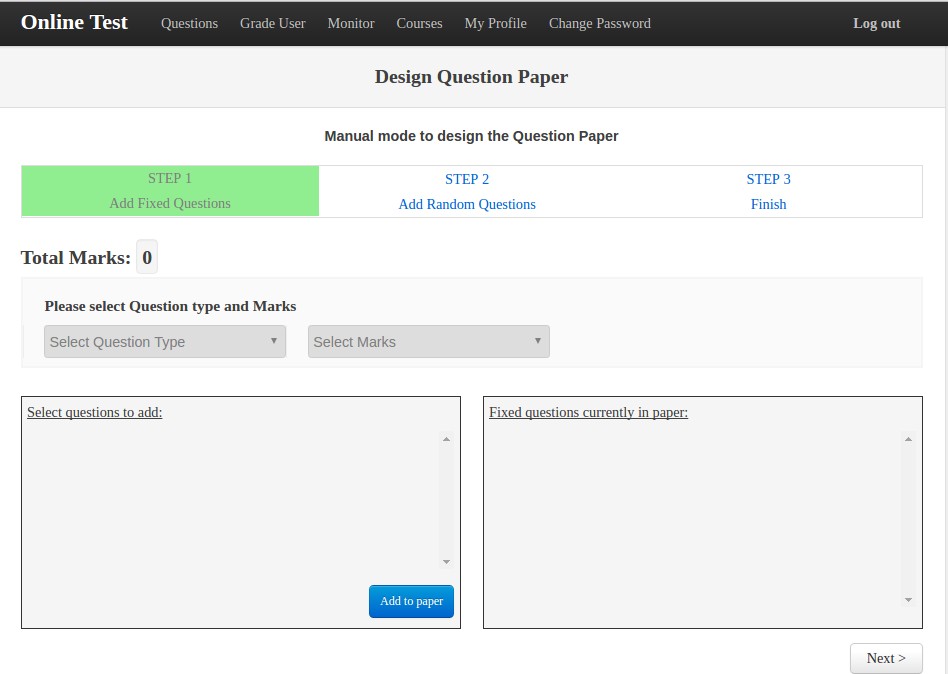 Online Test Questions Grade User Monitor Courses My Profile Change Password Log out
Design Question Paper
Manual mode to design the Question Paper
STEP 1 STEP 2 STEP 3
Add Fixed Questions Add Random Questions Finish
Total Marks: 0
Please select Question type and Marks
Select Question Type Select Marks
Select questions to add: Fixed questions currently in paper:
Add to paper
Next >